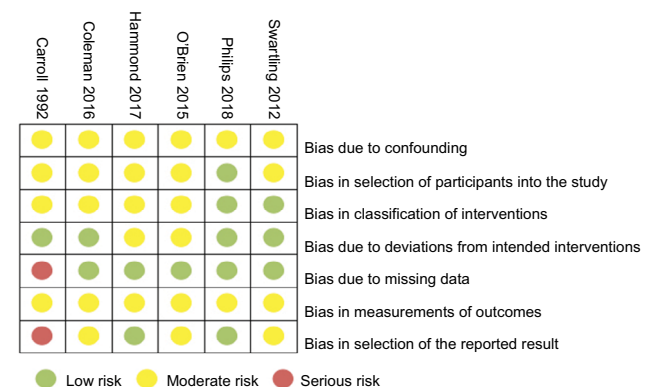 Carroll 1992
Coleman 2016
Hammond 2017
O'Brien 2015
Philips 2018
Swartling 2012
Bias due to confounding
Bias in selection of participants into the study
Bias in classification of interventions
Bias due to deviations from intended interventions
Bias due to missing data
Bias in measurements of outcomes
Bias in selection of the reported result
Low risk Moderate risk Serious risk